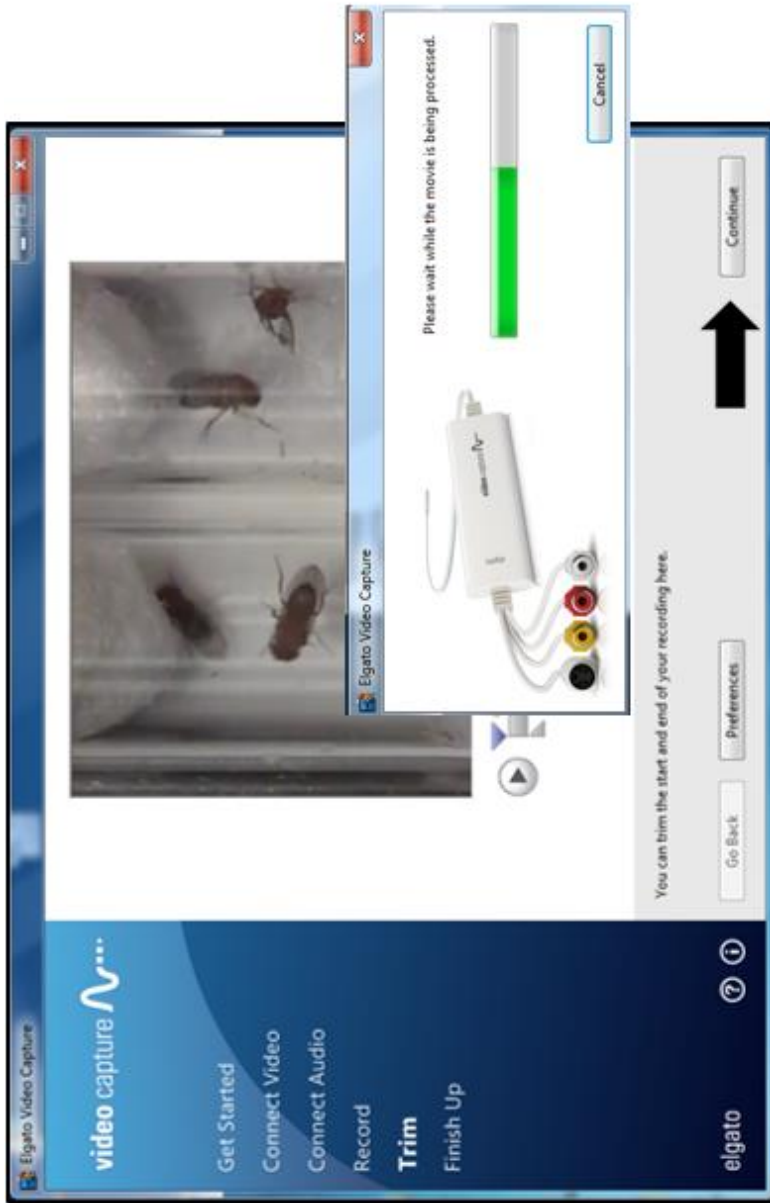 Elgato Video Capture
video capture
Get Started
Connect Video
Connect Audio
Record
Trim
Finish Up
elgato
You can trim the start and end of your recording here.
Go Back
Preferences
Continue
Elgato Video Capture
Please wait while the movie is being processed.
video capture
Cancel